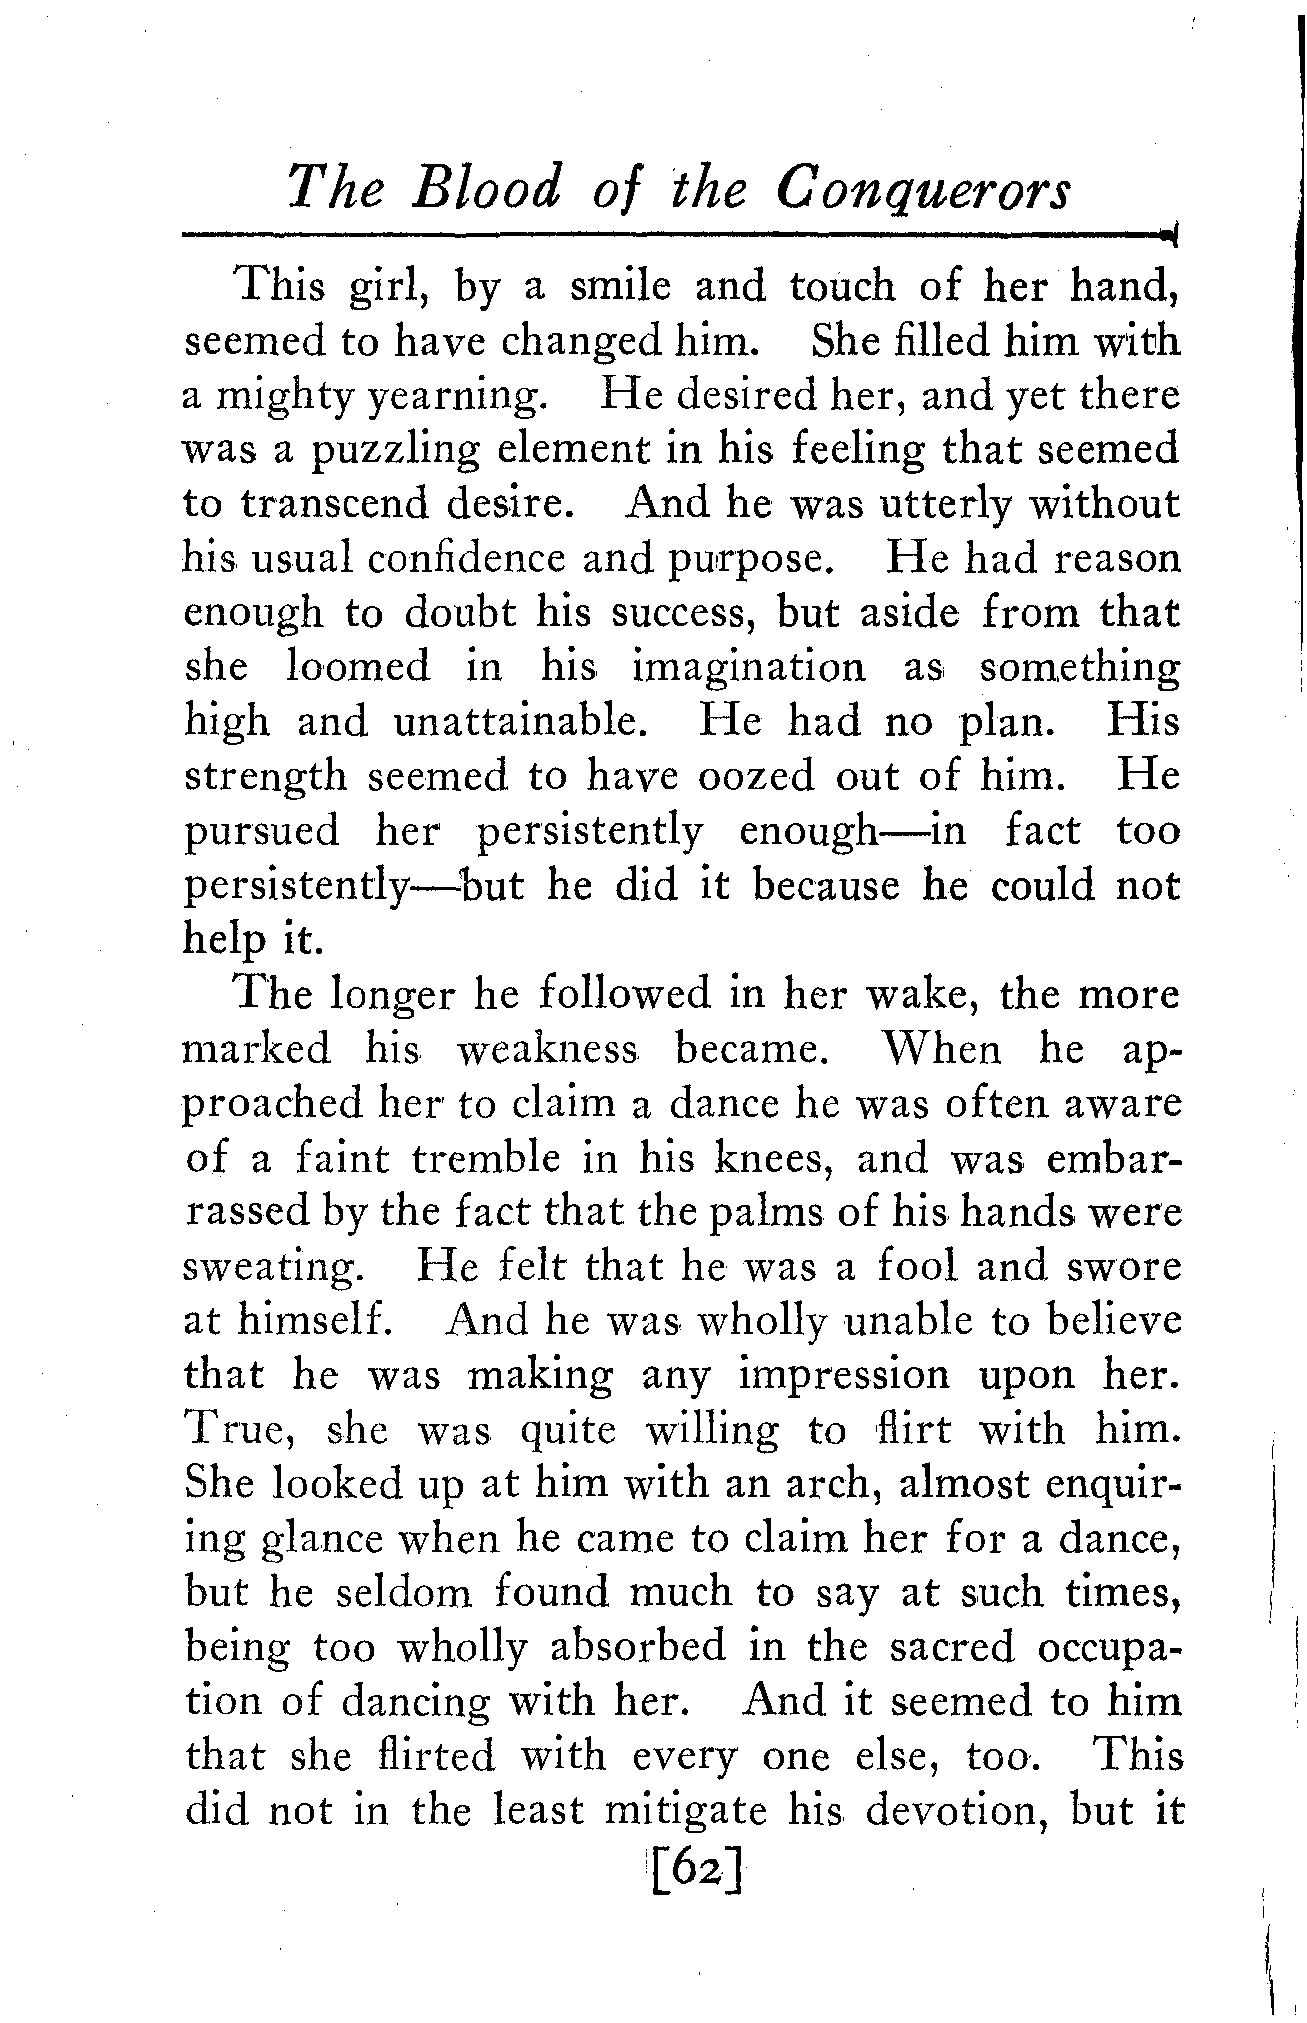 The Blood of the Conquerors
This girl, by a smile and touch of her hand,
seemed to have changed him. She filled him with
a mighty yearning. He desired her, and yet there
was a puzzling element in his feeling that seemed
to transcend desire. And he was utterly without
his usual confidence and purpose. He had reason
enough to doubt his success, but aside from that
she loomed in his imagination as something
high and unattainable. He had no plan. His
strength seemed to have oozed out of him. He
pursued her persistently enough—in fact too
persistently—but he did it because he could not
help it.
The longer he followed in her wake, the more
marked his weakness became. When he ap-
proached her to claim a dance he was often aware
of a faint tremble in his knees, and was embar-
rassed by the fact that the palms of his hands were
sweating. He felt that he was a fool and swore
at himself. And he was wholly unable to believe
that he was making any impression upon her.
True, she was quite willing to flirt with him.
She looked up at him with an arch, almost enquir-
ing glance when he came to claim her for a dance,
but he seldom found much to say at such times,
being too wholly absorbed in the sacred occupa-
tion of dancing with her. And it seemed to him
that she flirted with every one else, too. This
did not in the least mitigate his devotion, but it
[62]